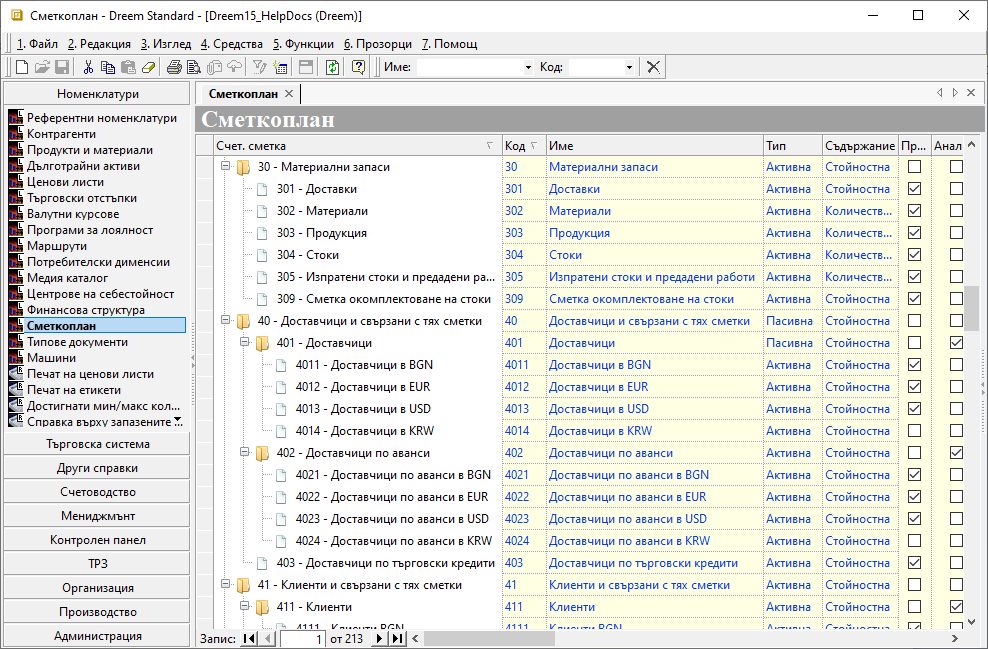 Сметкоплан - Dreem Standard - [Dreem15_HelpDocs (Dreem)]
1. Файл 2. Редакция 3. Изглед 4. Средства 5. Функции 6. Прозорци 7. Помощ
Име: Код:
Номенклатури
Референтни номенклатури
Контрагенти
Продукти и материали
Дълготрайни активи
Ценови листи
Търговски отстъпки
Валутни курсове
Програми за лоялност
Маршрути
Потребителски дименсии
Медия каталог
Центрове на себестойност
Финансова структура
Сметкоплан
Типове документи
Машини
Печат на ценови листи
Печат на етикети
Достигнати мин/макс кол...
Справка върху запазените ...
Търговска система
Други справки
Счетоводство
Мениджмънт
Контролен панел
ТРЗ
Организация
Производство
Администрация
Сметкоплан
Сметкоплан
Счет. сметка Код Име Тип Съдържание Пр... Анал
30 - Материални запаси 30 Материални запаси Активна Стойностна
301 - Доставки 301 Доставки Активна Стойностна
302 - Материали 302 Материали Активна Количеств...
303 - Продукция 303 Продукция Активна Количеств...
304 - Стоки 304 Стоки Активна Количеств...
305 - Изпратени стоки и предадени ра... 305 Изпратени стоки и предадени работи Активна Количеств...
309 - Сметка окомплектоване на стоки 309 Сметка окомплектоване на стоки Активна Стойностна
40 - Доставчици и свързани с тях сметки 40 Доставчици и свързани с тях сметки Пасивна Стойностна
401 - Доставчици 401 Доставчици Пасивна Стойностна
4011 - Доставчици в BGN 4011 Доставчици в BGN Активна Стойностна
4012 - Доставчици в EUR 4012 Доставчици в EUR Активна Стойностна
4013 - Доставчици в USD 4013 Доставчици в USD Активна Стойностна
4014 - Доставчици в KRW 4014 Доставчици в KRW Активна Стойностна
402 - Доставчици по аванси 402 Доставчици по аванси Активна Стойностна
4021 - Доставчици по аванси в BGN 4021 Доставчици по аванси в BGN Активна Стойностна
4022 - Доставчици по аванси в EUR 4022 Доставчици по аванси в EUR Активна Стойностна
4023 - Доставчици по аванси в USD 4023 Доставчици по аванси в USD Активна Стойностна
4024 - Доставчици по аванси в KRW 4024 Доставчици по аванси в KRW Активна Стойностна
403 - Доставчици по търговски кредити 403 Доставчици по търговски кредити Активна Стойностна
41 - Клиенти и свързани с тях сметки 41 Клиенти и свързани с тях сметки Активна Стойностна
411 - Клиенти 411 Клиенти Активна Стойностна
4111 - Клиенти BGN 4111 Клиенти BGN Активна Стойностна
Запис: 1 от 213